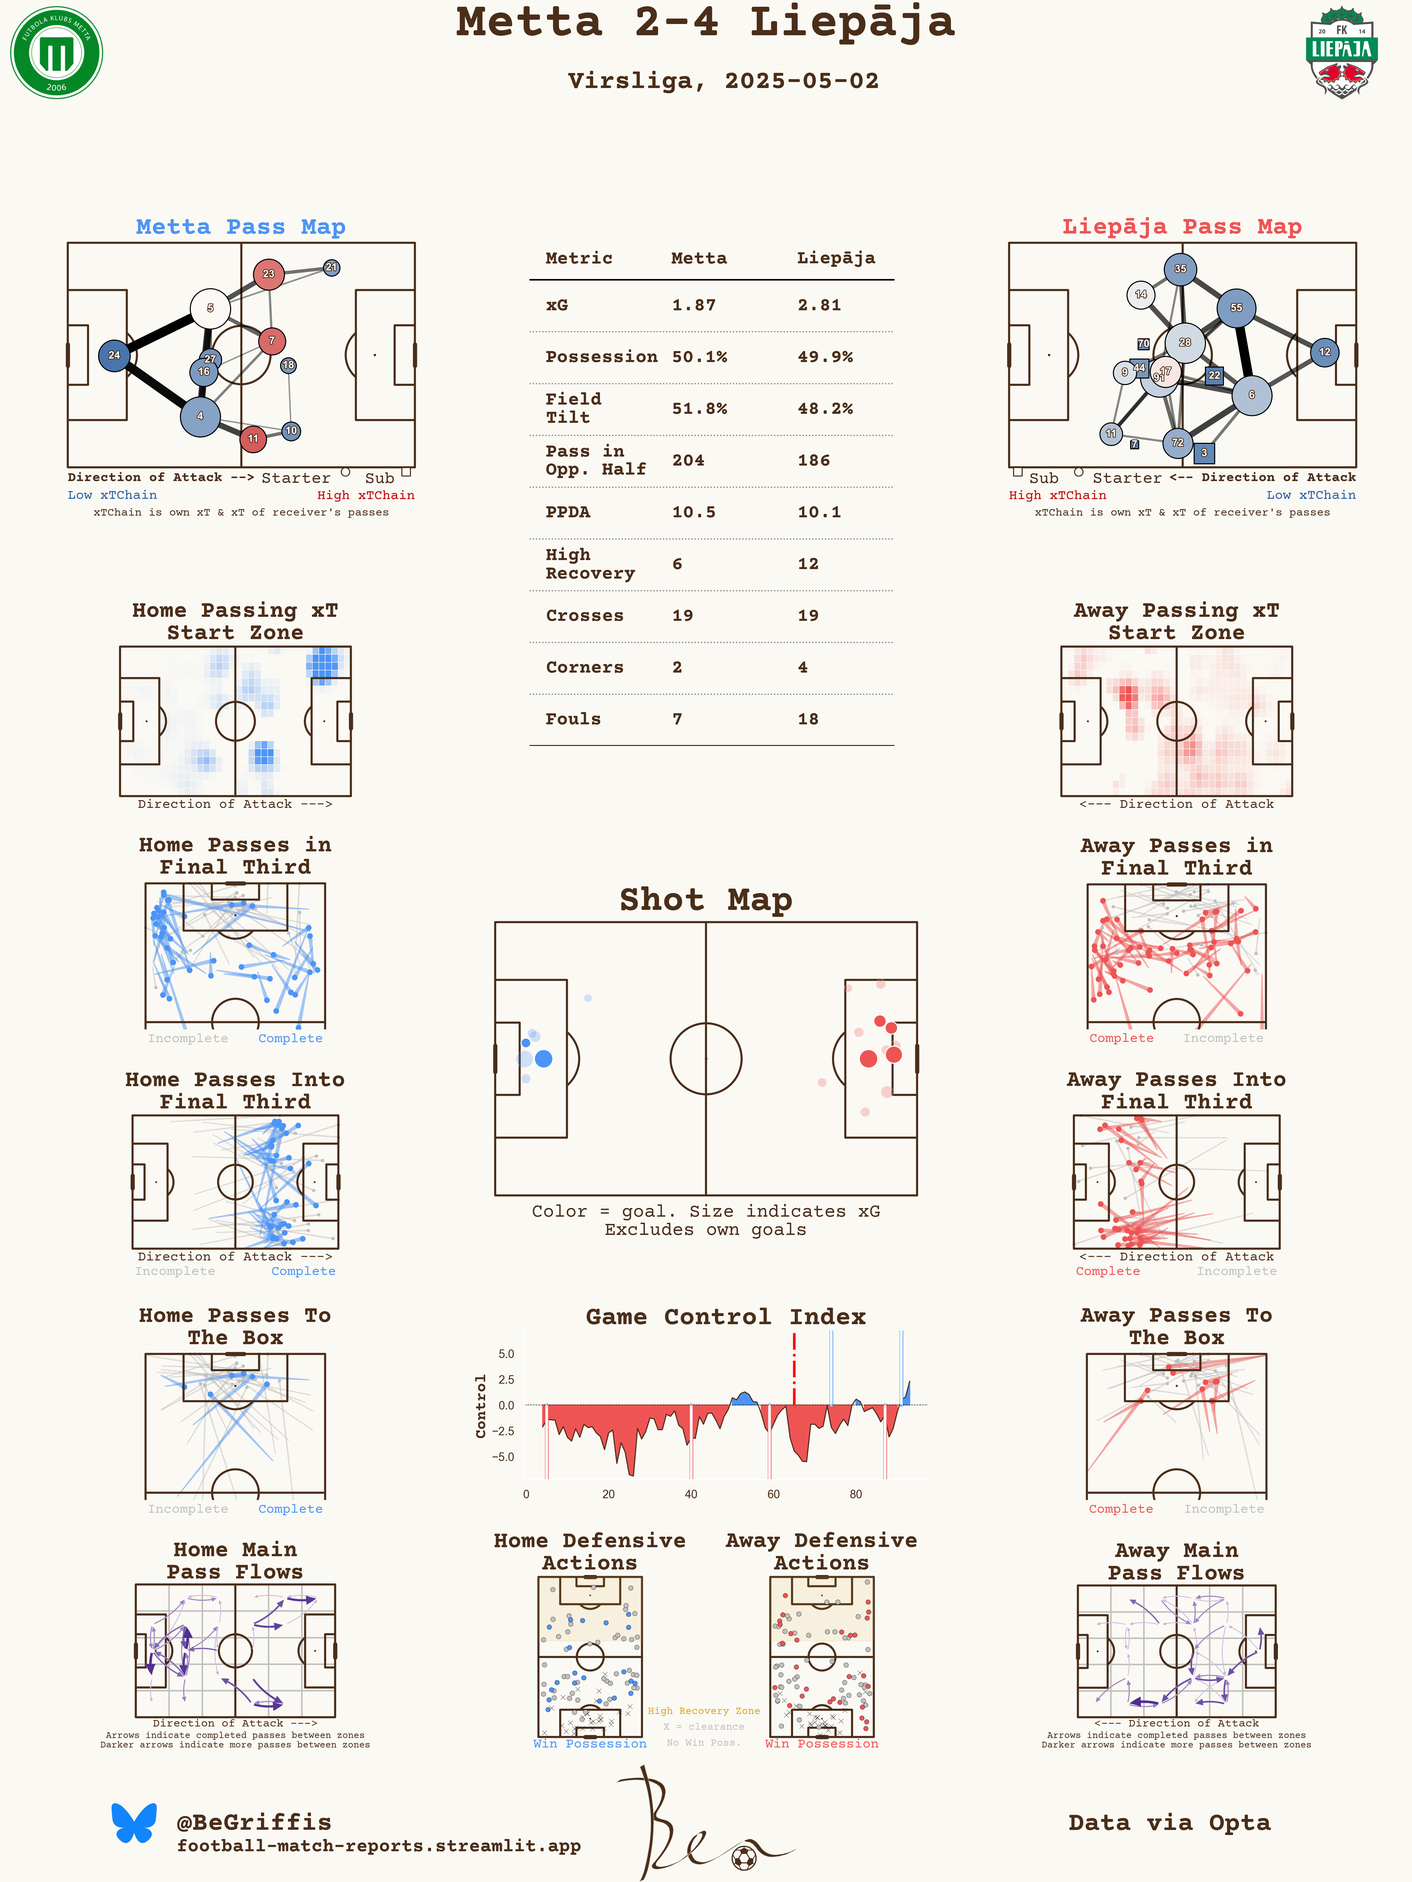 Metta 2-4 Liepāja
Virsliga, 2025-05-02
FUTBOLA KLUBS METTA
2006
20 FK 14
LIEPĀJA
Metta Pass Map
21
23
5
7
24
27
18
16
4
10
11
Direction of Attack --> Starter Sub
Low xTChain High xTChain
xTChain is own xT & xT of receiver's passes
Metric Metta Liepāja
xG 1.87 2.81
Possession 50.1% 49.9%
Field
Tilt 51.8% 48.2%
Pass in
Opp. Half 204 186
PPDA 10.5 10.1
High
Recovery 6 12
Crosses 19 19
Corners 2 4
Fouls 7 18
Liepāja Pass Map
35
14
55
70
28
12
9
44
17
91
22
6
11
7
72
3
Sub Starter <-- Direction of Attack
High xTChain Low xTChain
xTChain is own xT & xT of receiver's passes
Home Passing xT
Start Zone
Direction of Attack --->
Away Passing xT
Start Zone
<--- Direction of Attack
Home Passes in
Final Third
Incomplete Complete
Away Passes in
Final Third
Complete Incomplete
Shot Map
Color = goal. Size indicates xG
Excludes own goals
Home Passes Into
Final Third
Direction of Attack --->
Incomplete Complete
Away Passes Into
Final Third
<--- Direction of Attack
Complete Incomplete
Home Passes To
The Box
Incomplete Complete
Game Control Index
Control
5.0
2.5
0.0
−2.5
−5.0
0 20 40 60 80
Away Passes To
The Box
Complete Incomplete
Home Main
Pass Flows
Direction of Attack --->
Arrows indicate completed passes between zones
Darker arrows indicate more passes between zones
Home Defensive
Actions
Win Possession
High Recovery Zone
X = clearance
No Win Poss.
Away Defensive
Actions
Win Possession
Away Main
Pass Flows
<--- Direction of Attack
Arrows indicate completed passes between zones
Darker arrows indicate more passes between zones
@BeGriffis
football-match-reports.streamlit.app
Ben
Data via Opta